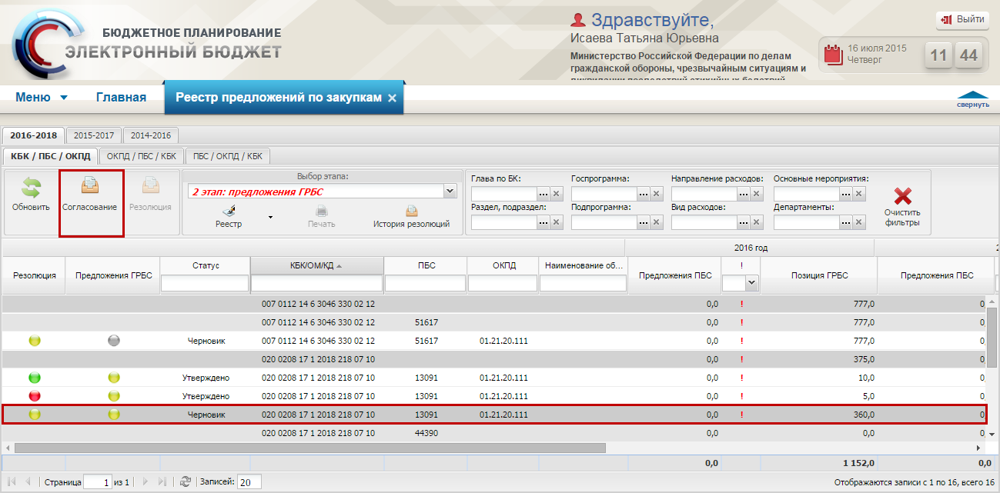 БЮДЖЕТНОЕ ПЛАНИРОВАНИЕ
ЭЛЕКТРОННЫЙ БЮДЖЕТ
Здравствуйте,
Исаева Татьяна Юрьевна
Министерство Российской Федерации по делам
гражданской обороны, чрезвычайным ситуациям и
ликвидации последствий стихийных бедствий
Выйти
16 июля 2015
Четверг
11 44
Меню Главная Реестр предложений по закупкам ×
свернуть
2016-2018 2015-2017 2014-2016
КБК / ПБС / ОКПД ОКПД / ПБС / КБК ПБС / ОКПД / КБК
Обновить Согласование Резолюция
Выбор этапа:
2 этап: предложения ГРБС
Реестр Печать История резолюций
Глава по БК: Госпрограмма: Направление расходов: Основные мероприятия:
Раздел, подраздел: Подпрограмма: Вид расходов: Департаменты:
Очистить
фильтры
2016 год 2
Резолюция Предложения ГРБС Статус КБК/ОМ/КД ПБС ОКПД Наименование об... Предложения ПБС ! Позиция ГРБС Предложения ПБС
007 0112 14 6 3046 330 02 12 0,0 ! 777,0 0,
007 0112 14 6 3046 330 02 12 51617 0,0 ! 777,0 0,
Черновик 007 0112 14 6 3046 330 02 12 51617 01.21.20.111 0,0 ! 777,0 0,
020 0208 17 1 2018 218 07 10 0,0 ! 375,0 0,
Утверждено 020 0208 17 1 2018 218 07 10 13091 01.21.20.111 0,0 ! 10,0 0,
Утверждено 020 0208 17 1 2018 218 07 10 13091 01.21.20.111 0,0 ! 5,0 0,
Черновик 020 0208 17 1 2018 218 07 10 13091 01.21.20.111 0,0 ! 360,0 0,
020 0208 17 1 2018 218 07 10 44390 0,0 0,0 0,
0,0 1 152,0 0,0
Страница 1 из 1 Записей: 20
Отображаются записи с 1 по 16, всего 16